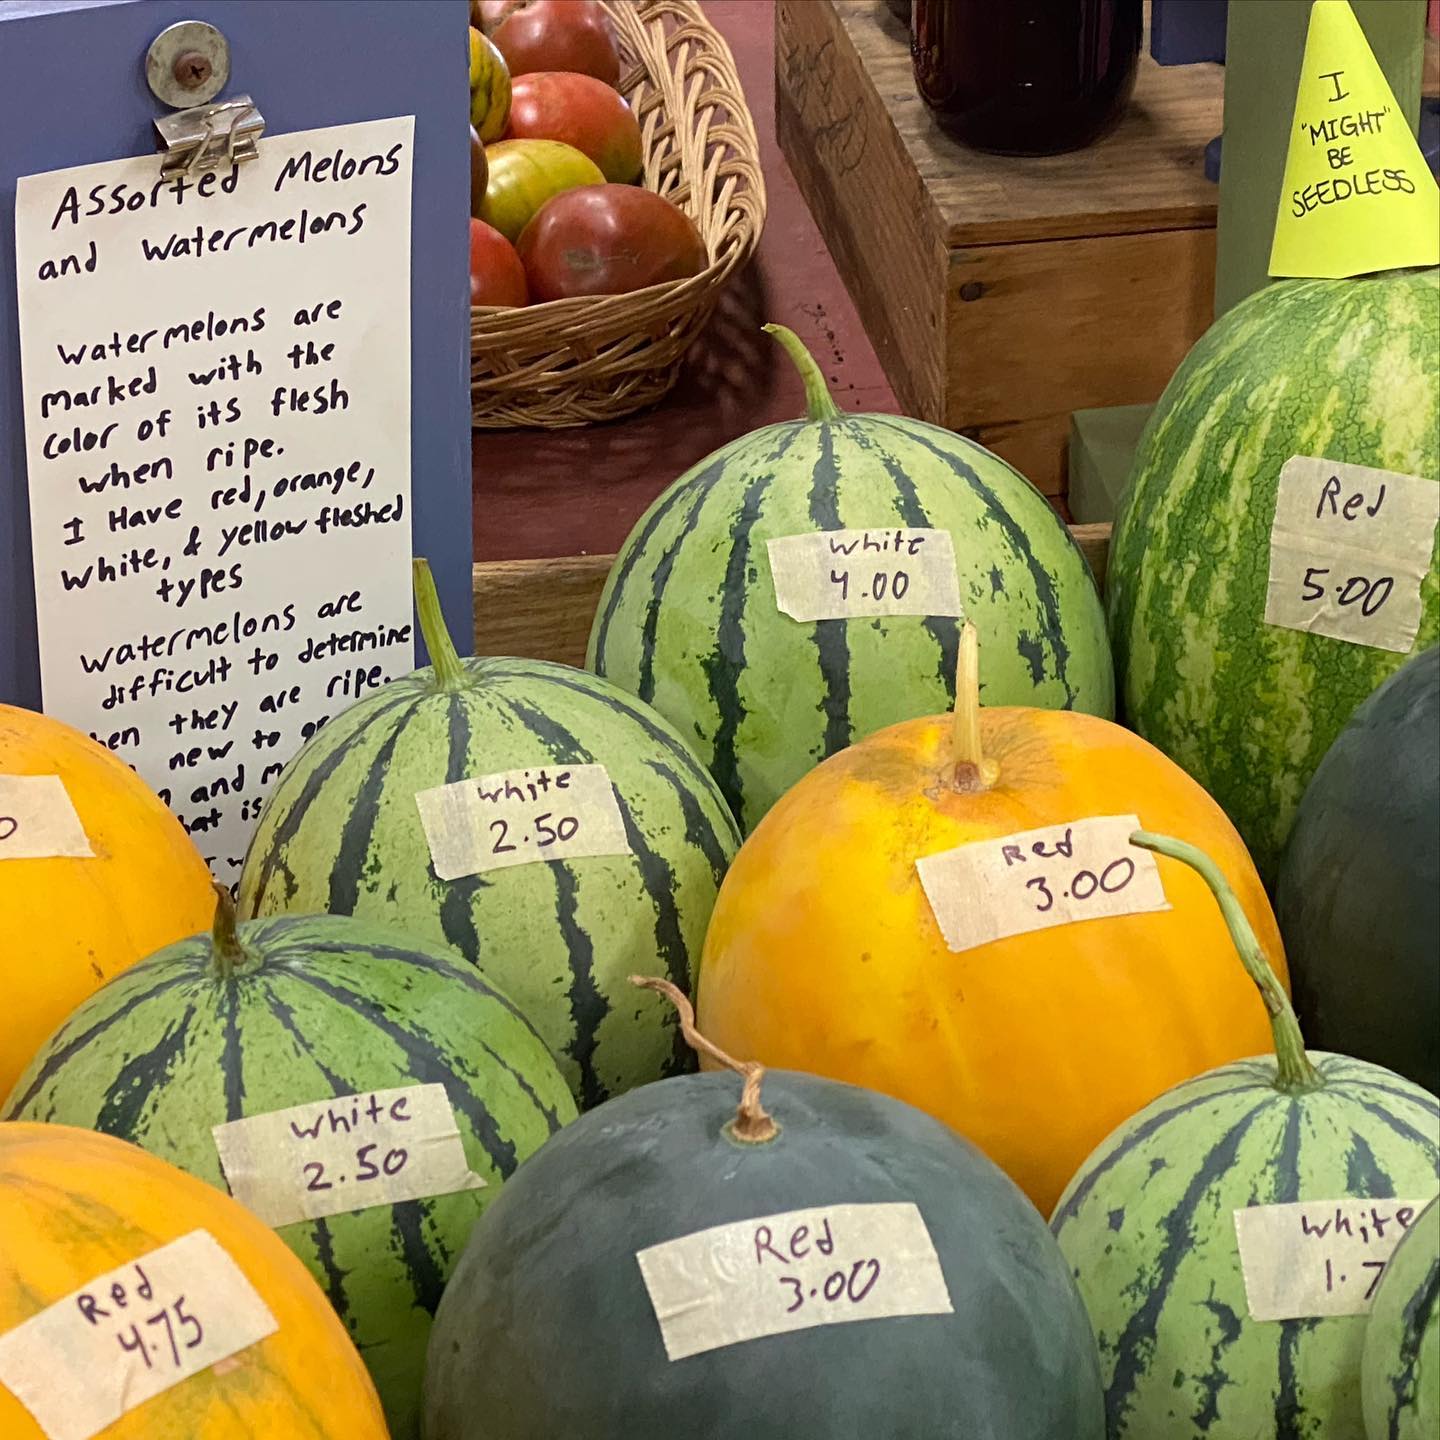 Assorted Melons
and watermelons
watermelons are
marked with the
color of its flesh
when ripe.
I Have red, orange,
white, & yellow fleshed
types
watermelons are
difficult to determine
they are ripe.
new to
and
is
I
"MIGHT"
BE
SEEDLESS
white
4.00
Red
5.00
white
2.50
Red
3.00
white
2.50
Red
3.00
white
1.7
Red
4.75